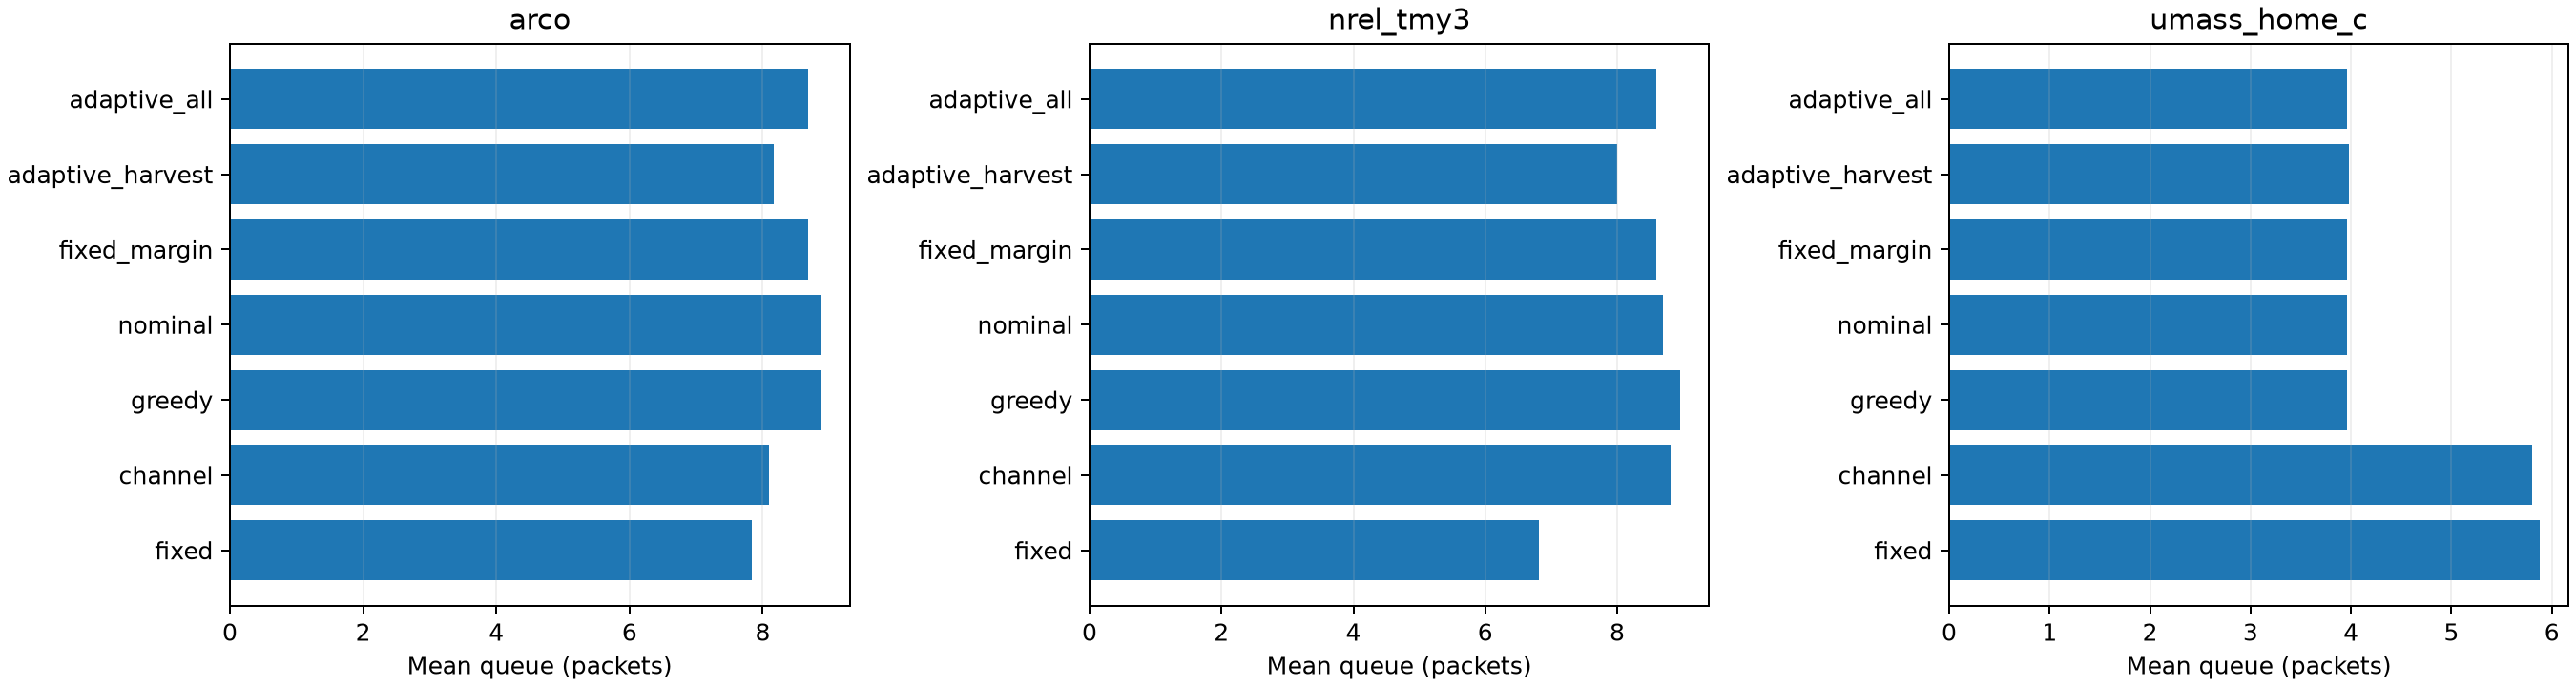 arco
adaptive_all
adaptive_harvest
fixed_margin
nominal
greedy
channel
fixed
0 2 4 6 8
Mean queue (packets)
nrel_tmy3
adaptive_all
adaptive_harvest
fixed_margin
nominal
greedy
channel
fixed
0 2 4 6 8
Mean queue (packets)
umass_home_c
adaptive_all
adaptive_harvest
fixed_margin
nominal
greedy
channel
fixed
0 1 2 3 4 5 6
Mean queue (packets)